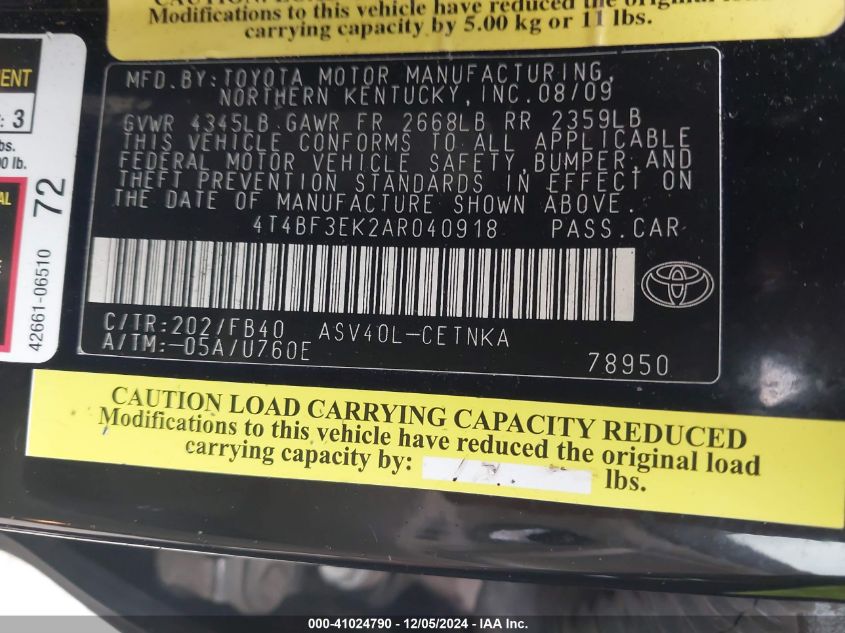 Modifications to this vehicle have reduced the original load
carrying capacity by 5.00 kg or 11 lbs.
MFD.BY:TOYOTA MOTOR MANUFACTURING,
NORTHERN KENTUCKY,INC.08/09
GVWR 4345LB.GAWR FR 2668LB RR 2359LB
THIS VEHICLE CONFORMS TO ALL APPLICABLE
FEDERAL MOTOR VEHICLE SAFETY,BUMPER,AND
THEFT PREVENTION STANDARDS IN EFFECT ON
THE DATE OF MANUFACTURE SHOWN ABOVE.
4T4BF3EK2AR040918 PASS.CAR
C/TR:202/FB40 ASV40L-CETNKA
A/TM:-05A/U760E
78950
: 3
lbs.
lb.
72
42661-06510
CAUTION LOAD CARRYING CAPACITY REDUCED
Modifications to this vehicle have reduced the original load
carrying capacity by: lbs.
000-41024790 - 12/05/2024 - IAA Inc.